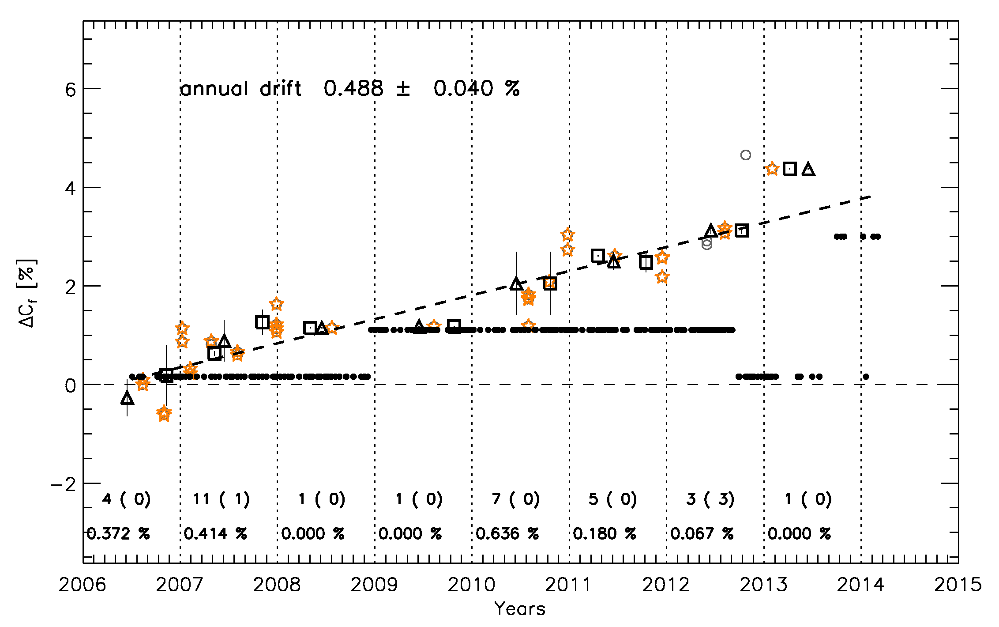 annual drift 0.488 ± 0.040 %
6
4
2
0
−2
ΔCf [%]
4 ( 0) 11 ( 1) 1 ( 0) 1 ( 0) 7 ( 0) 5 ( 0) 3 ( 3) 1 ( 0)
0.372 % 0.414 % 0.000 % 0.000 % 0.636 % 0.180 % 0.067 % 0.000 %
2006 2007 2008 2009 2010 2011 2012 2013 2014 2015
Years